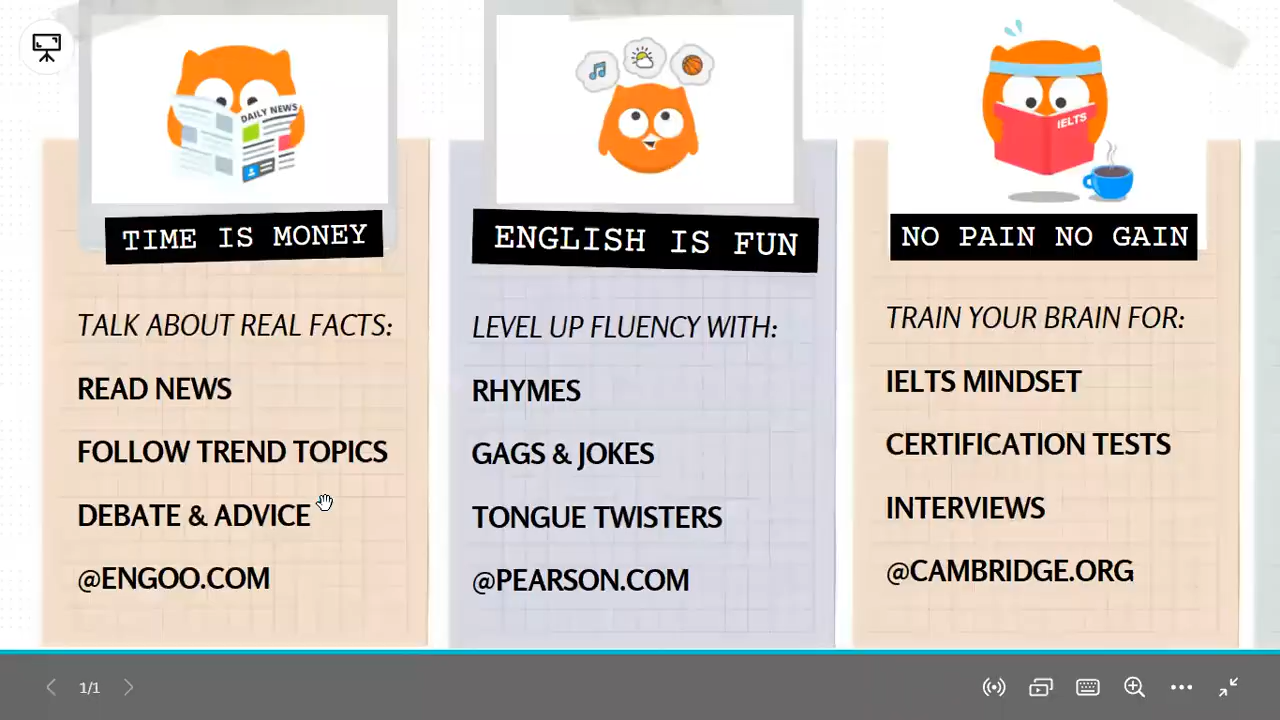 DAILY NEWS
TIME IS MONEY
TALK ABOUT REAL FACTS:
READ NEWS
FOLLOW TREND TOPICS
DEBATE & ADVICE
@ENGOO.COM
ENGLISH IS FUN
LEVEL UP FLUENCY WITH:
RHYMES
GAGS & JOKES
TONGUE TWISTERS
@PEARSON.COM
IELTS
NO PAIN NO GAIN
TRAIN YOUR BRAIN FOR:
IELTS MINDSET
CERTIFICATION TESTS
INTERVIEWS
@CAMBRIDGE.ORG
1/1